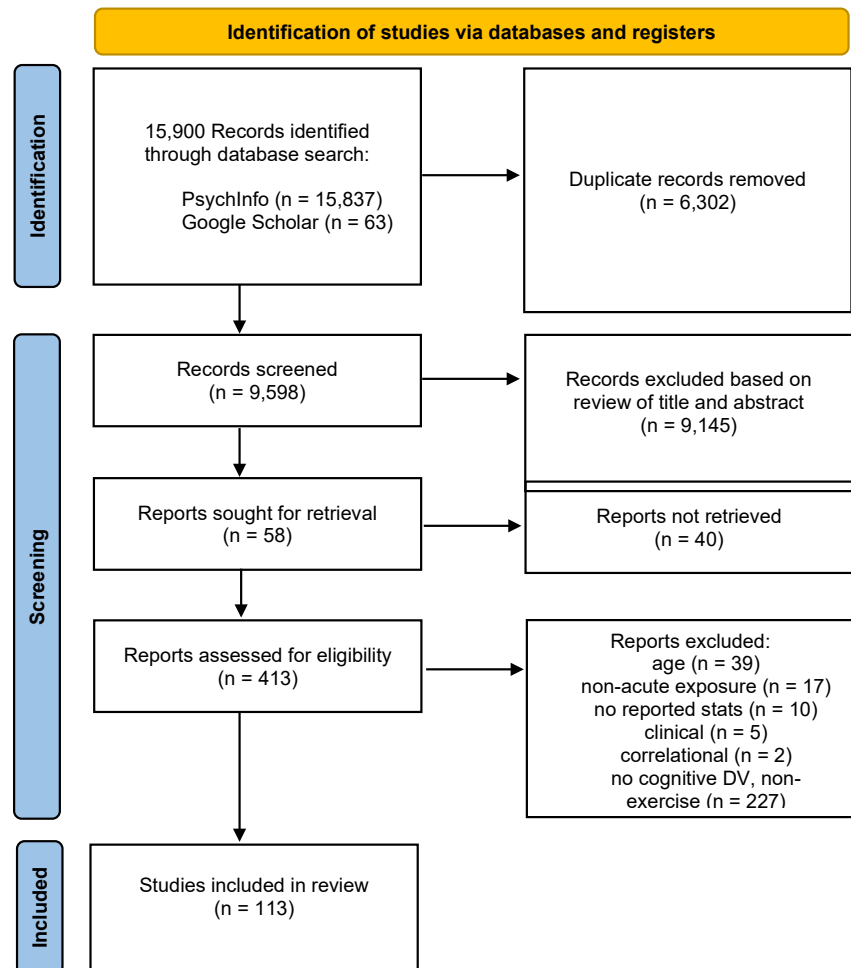 Identification of studies via databases and registers
Identification
15,900 Records identified
through database search:
PsychInfo (n = 15,837)
Google Scholar (n = 63)
Duplicate records removed
(n = 6,302)
Screening
Records screened
(n = 9,598)
Records excluded based on
review of title and abstract
(n = 9,145)
Reports sought for retrieval
(n = 58)
Reports not retrieved
(n = 40)
Reports assessed for eligibility
(n = 413)
Reports excluded:
age (n = 39)
non-acute exposure (n = 17)
no reported stats (n = 10)
clinical (n = 5)
correlational (n = 2)
no cognitive DV, non-
exercise (n = 227)
Included
Studies included in review
(n = 113)